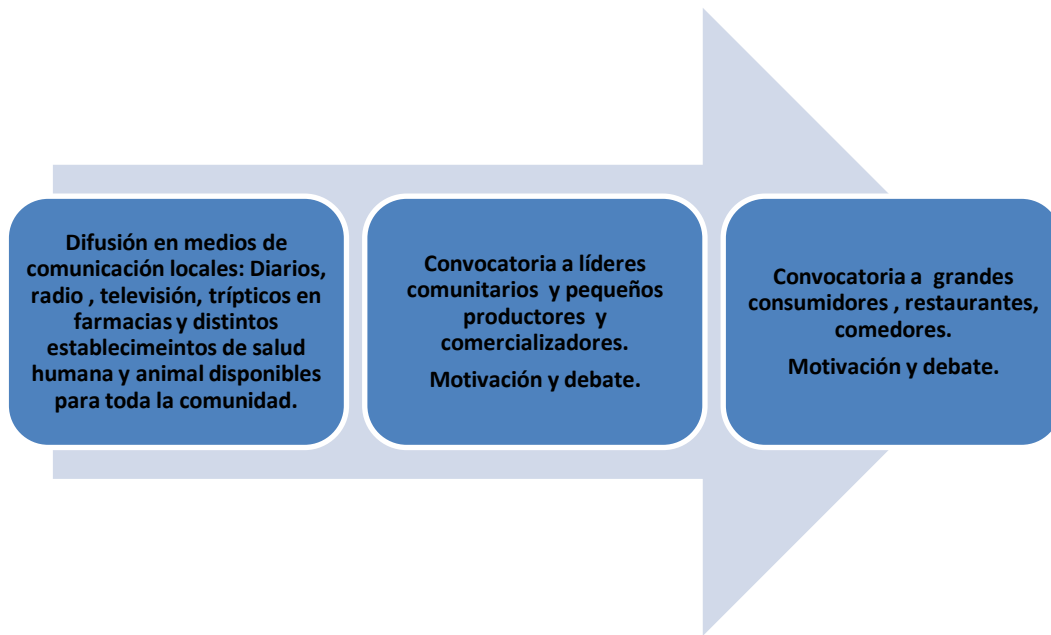 Difusión en medios de
comunicación locales: Diarios,
radio , televisión, trípticos en
farmacias y distintos
establecimeintos de salud
humana y animal disponibles
para toda la comunidad.
Convocatoria a líderes
comunitarios y pequeños
productores y
comercializadores.
Motivación y debate.
Convocatoria a grandes
consumidores , restaurantes,
comedores.
Motivación y debate.